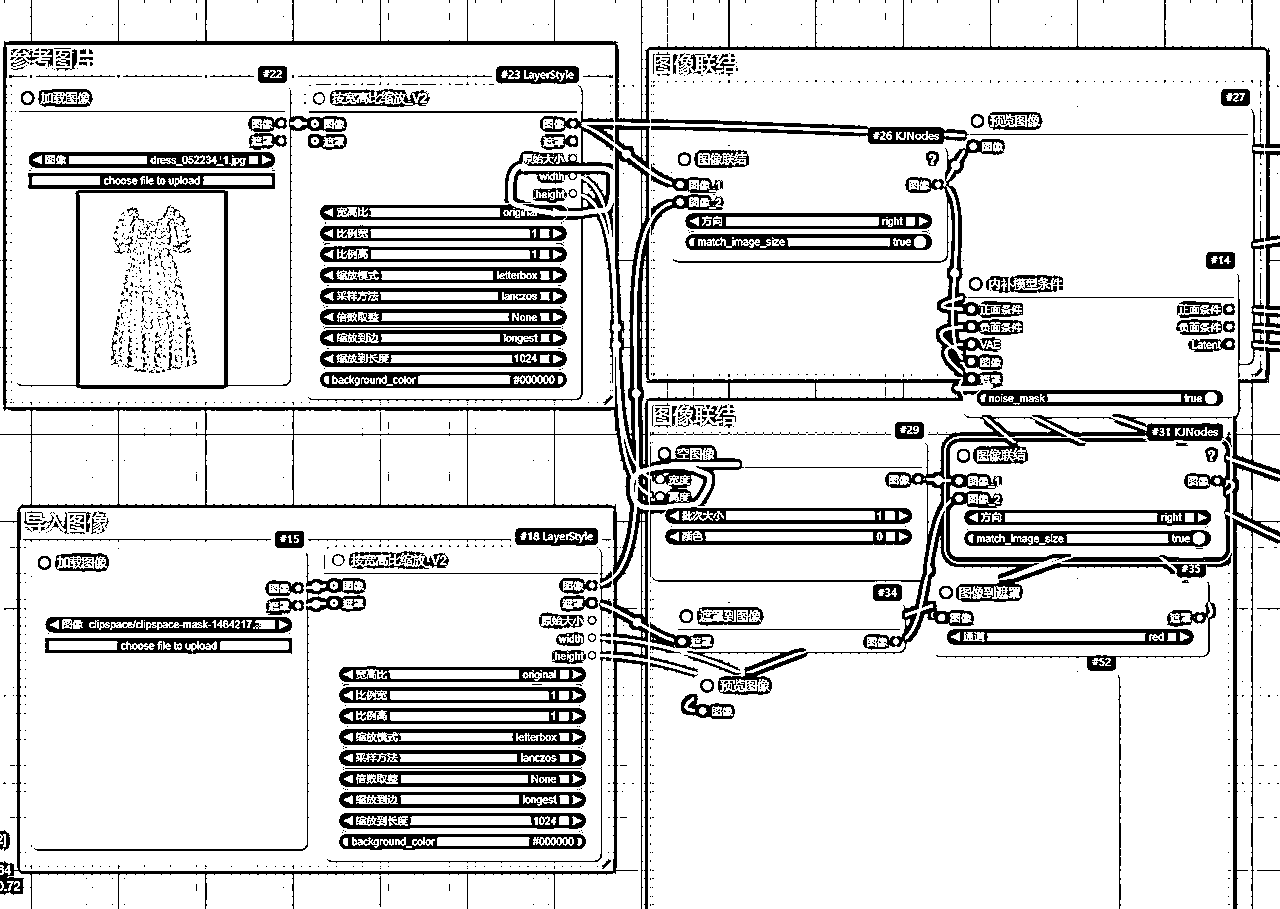 参考图片
#22
加载图像
图像
遮罩
图像 dress_052234_1.jpg
choose file to upload
#23 LayerStyle
按宽高比缩放_V2
图像
遮罩
图像
遮罩
原始大小
width
height
宽高比 original
比例宽 1
比例高 1
缩放模式 letterbox
采样方法 lanczos
倍数取整 None
缩放到边 longest
缩放到长度 1024
background_color #000000
图像联结
#26 KJNodes
图像联结
?
图像_1
图像_2
图像
方向 right
match_image_size true
#27
预览图像
图像
#14
内补模型条件
正面条件
负面条件
VAE
图像
遮罩
正面条件
负面条件
Latent
noise_mask true
导入图像
#15
加载图像
图像
遮罩
图像 clipspace/clipspace-mask-1464217...
choose file to upload
#18 LayerStyle
按宽高比缩放_V2
图像
遮罩
图像
遮罩
原始大小
width
height
宽高比 original
比例宽 1
比例高 1
缩放模式 letterbox
采样方法 lanczos
倍数取整 None
缩放到边 longest
缩放到长度 1024
background_color #000000
图像联结
#29
空图像
宽度
高度
图像
批次大小 1
颜色 0
#31 KJNodes
图像联结
?
图像_1
图像_2
图像
方向 right
match_image_size true
#34
遮罩到图像
遮罩
图像
#35
图像到遮罩
图像
遮罩
通道 red
#52
预览图像
图像
0.72